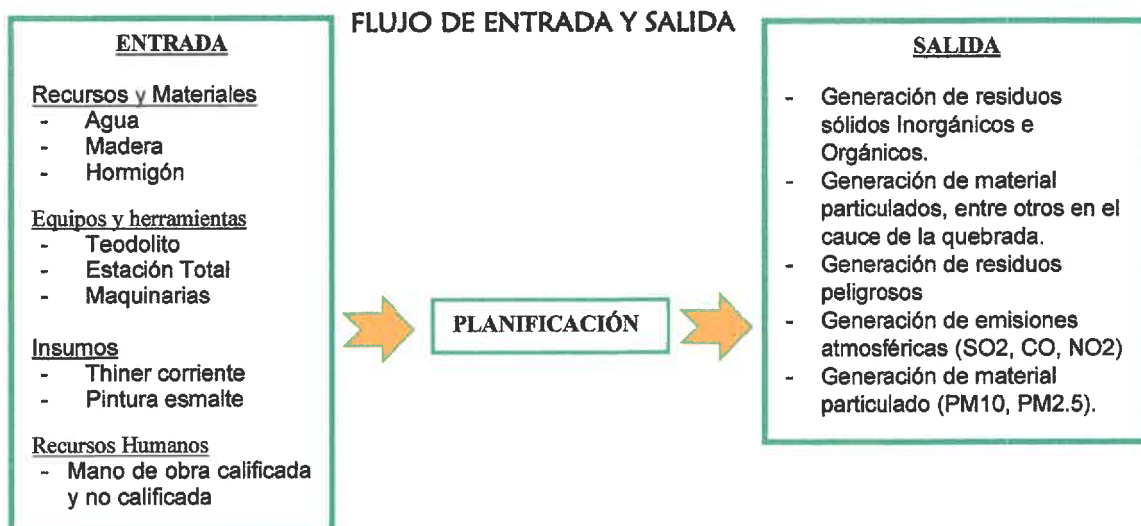 FLUJO DE ENTRADA Y SALIDA
ENTRADA
Recursos y Materiales
- Agua
- Madera
- Hormigón
Equipos y herramientas
- Teodolito
- Estación Total
- Maquinarias
Insumos
- Thiner corriente
- Pintura esmalte
Recursos Humanos
- Mano de obra calificada
y no calificada
PLANIFICACIÓN
SALIDA
- Generación de residuos
sólidos Inorgánicos e
Orgánicos.
- Generación de material
particulados, entre otros en el
cauce de la quebrada.
- Generación de residuos
peligrosos
- Generación de emisiones
atmosféricas (SO2, CO, NO2)
- Generación de material
particulado (PM10, PM2.5).